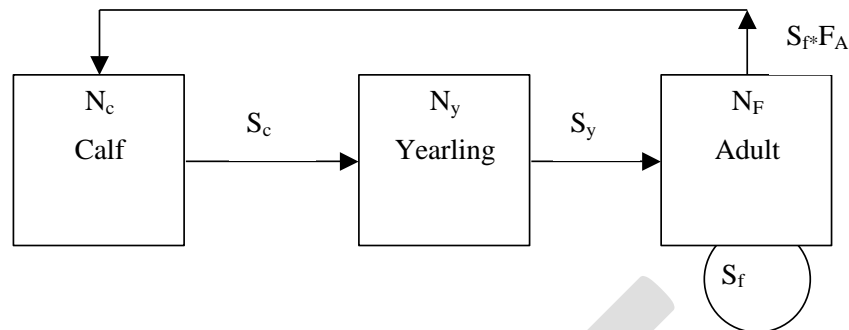 S_f*F_A
N_c
Calf
S_c
N_y
Yearling
S_y
N_F
Adult
S_f